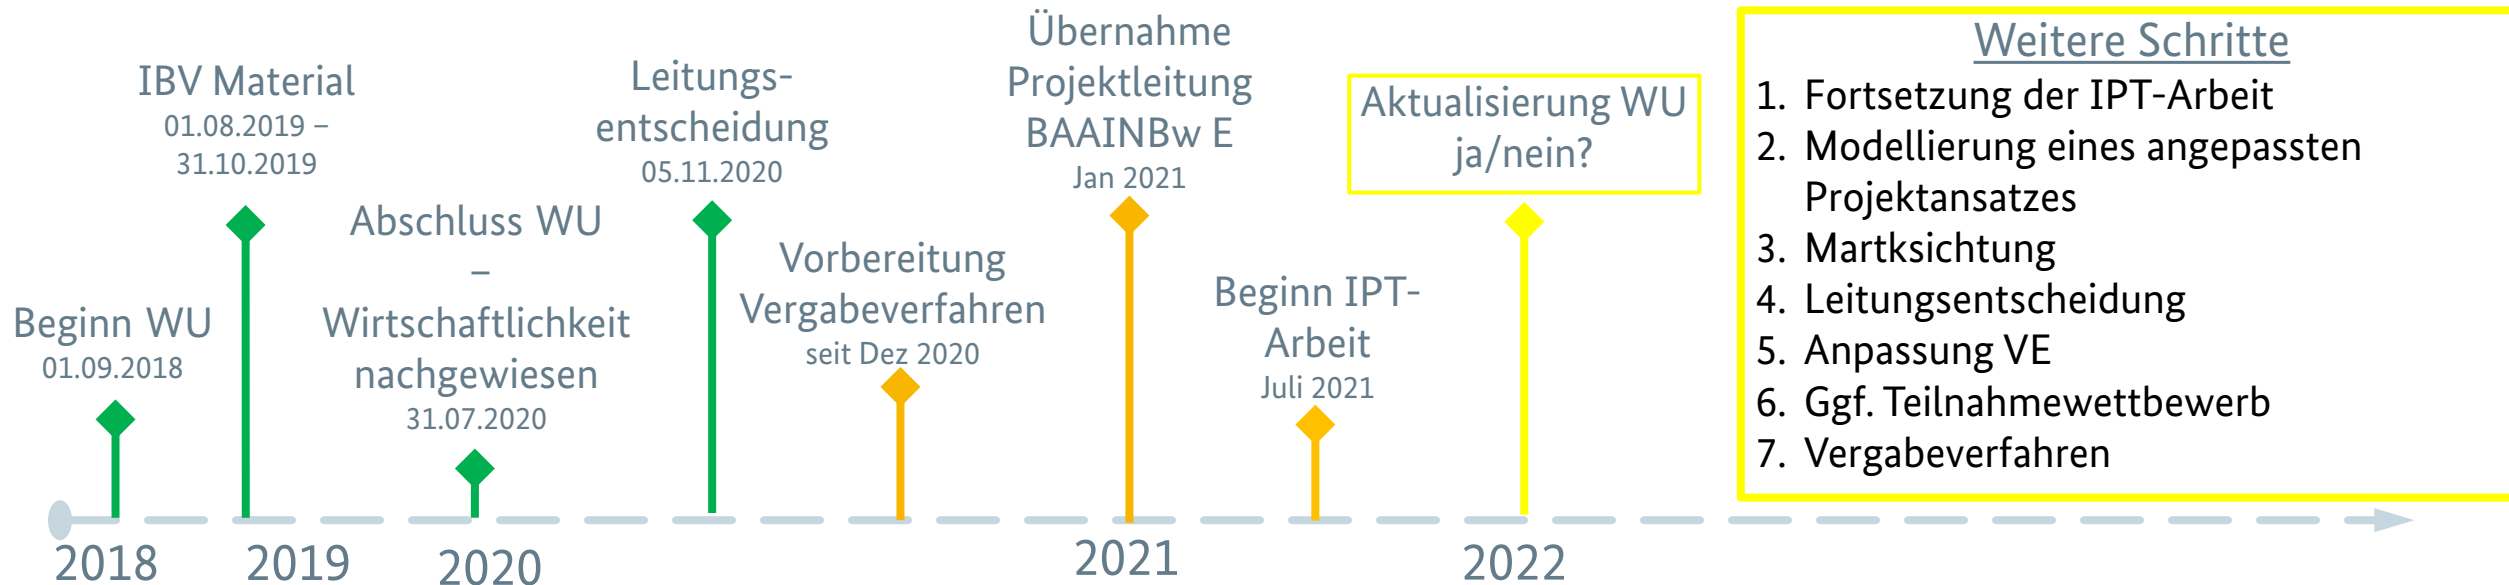 Beginn WU
01.09.2018
IBV Material
01.08.2019 –
31.10.2019
Abschluss WU
–
Wirtschaftlichkeit
nachgewiesen
31.07.2020
Leitungs-
entscheidung
05.11.2020
Vorbereitung
Vergabeverfahren
seit Dez 2020
Übernahme
Projektleitung
BAAINBw E
Jan 2021
Beginn IPT-
Arbeit
Juli 2021
Aktualisierung WU
ja/nein?
Weitere Schritte
1. Fortsetzung der IPT-Arbeit
2. Modellierung eines angepassten
Projektansatzes
3. Martksichtung
4. Leitungsentscheidung
5. Anpassung VE
6. Ggf. Teilnahmewettbewerb
7. Vergabeverfahren
2018
2019
2020
2021
2022